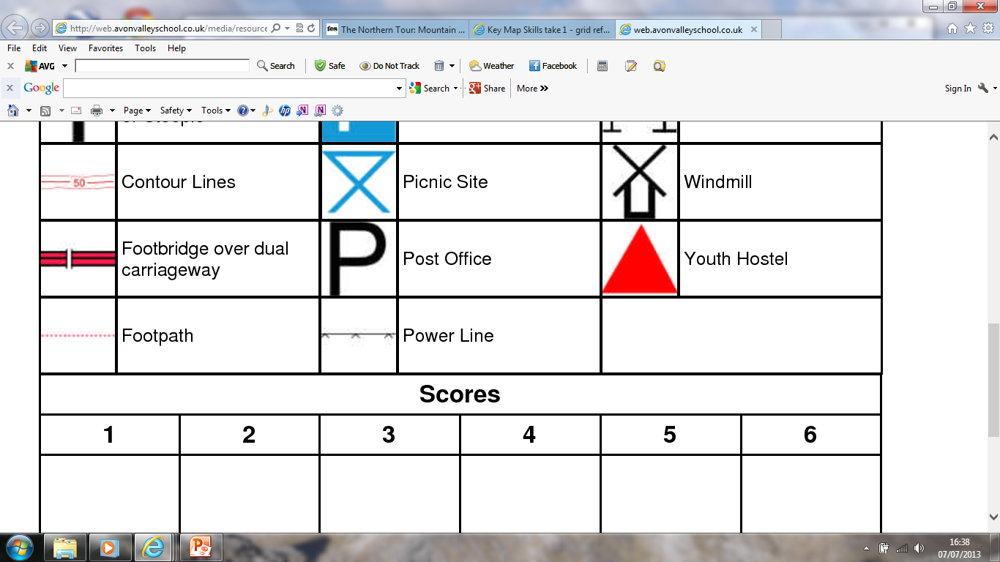 http://web.avonvalleyschool.co.uk/media/resource
The Northern Tour: Mountain ...
Key Map Skills take 1 - grid ref...
web.avonvalleyschool.co.uk
File Edit View Favorites Tools Help
x AVG Search Safe Do Not Track Weather Facebook
x Google Search Share More »» Sign In
Page Safety Tools
or Steeple
50 Contour Lines Picnic Site Windmill
Footbridge over dual
carriageway
P Post Office Youth Hostel
Footpath Power Line
Scores
1 2 3 4 5 6
16:38
07/07/2013